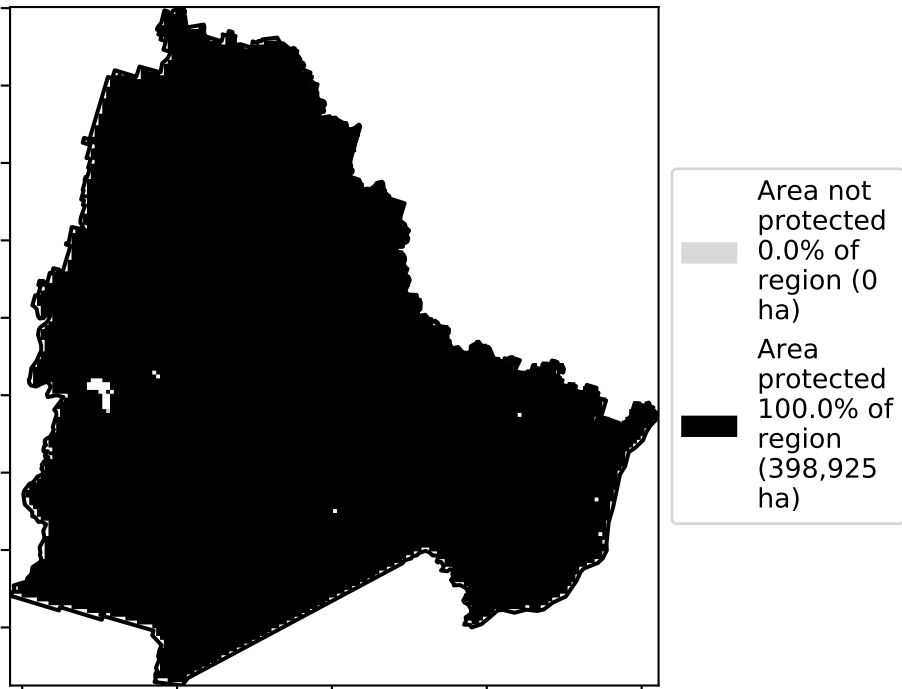 Area not
protected
0.0% of
region (0
ha)
Area
protected
100.0% of
region
(398,925
ha)